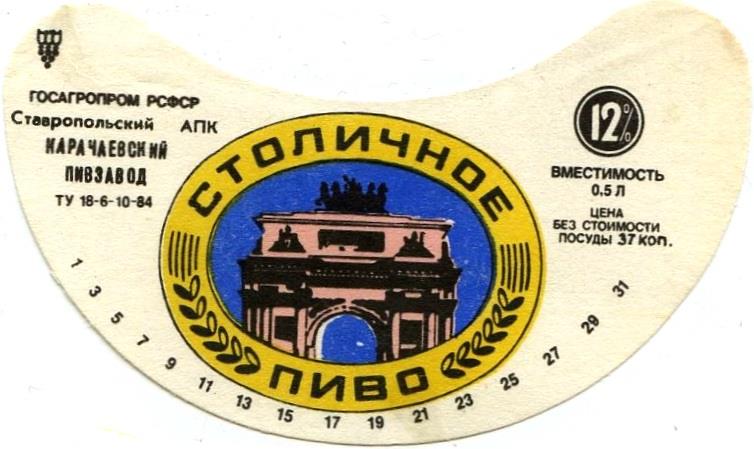 ГОСАГРОПРОМ РСФСР
Ставропольский АПК
КАРАЧАЕВСКИЙ
ПИВЗАВОД
ТУ 18-6-10-84
СТОЛИЧНОЕ
ПИВО
12%
ВМЕСТИМОСТЬ
0.5 Л
ЦЕНА
БЕЗ СТОИМОСТИ
ПОСУДЫ 37 КОП.
1 3 5 7 9 11 13 15 17 19 21 23 25 27 29 31